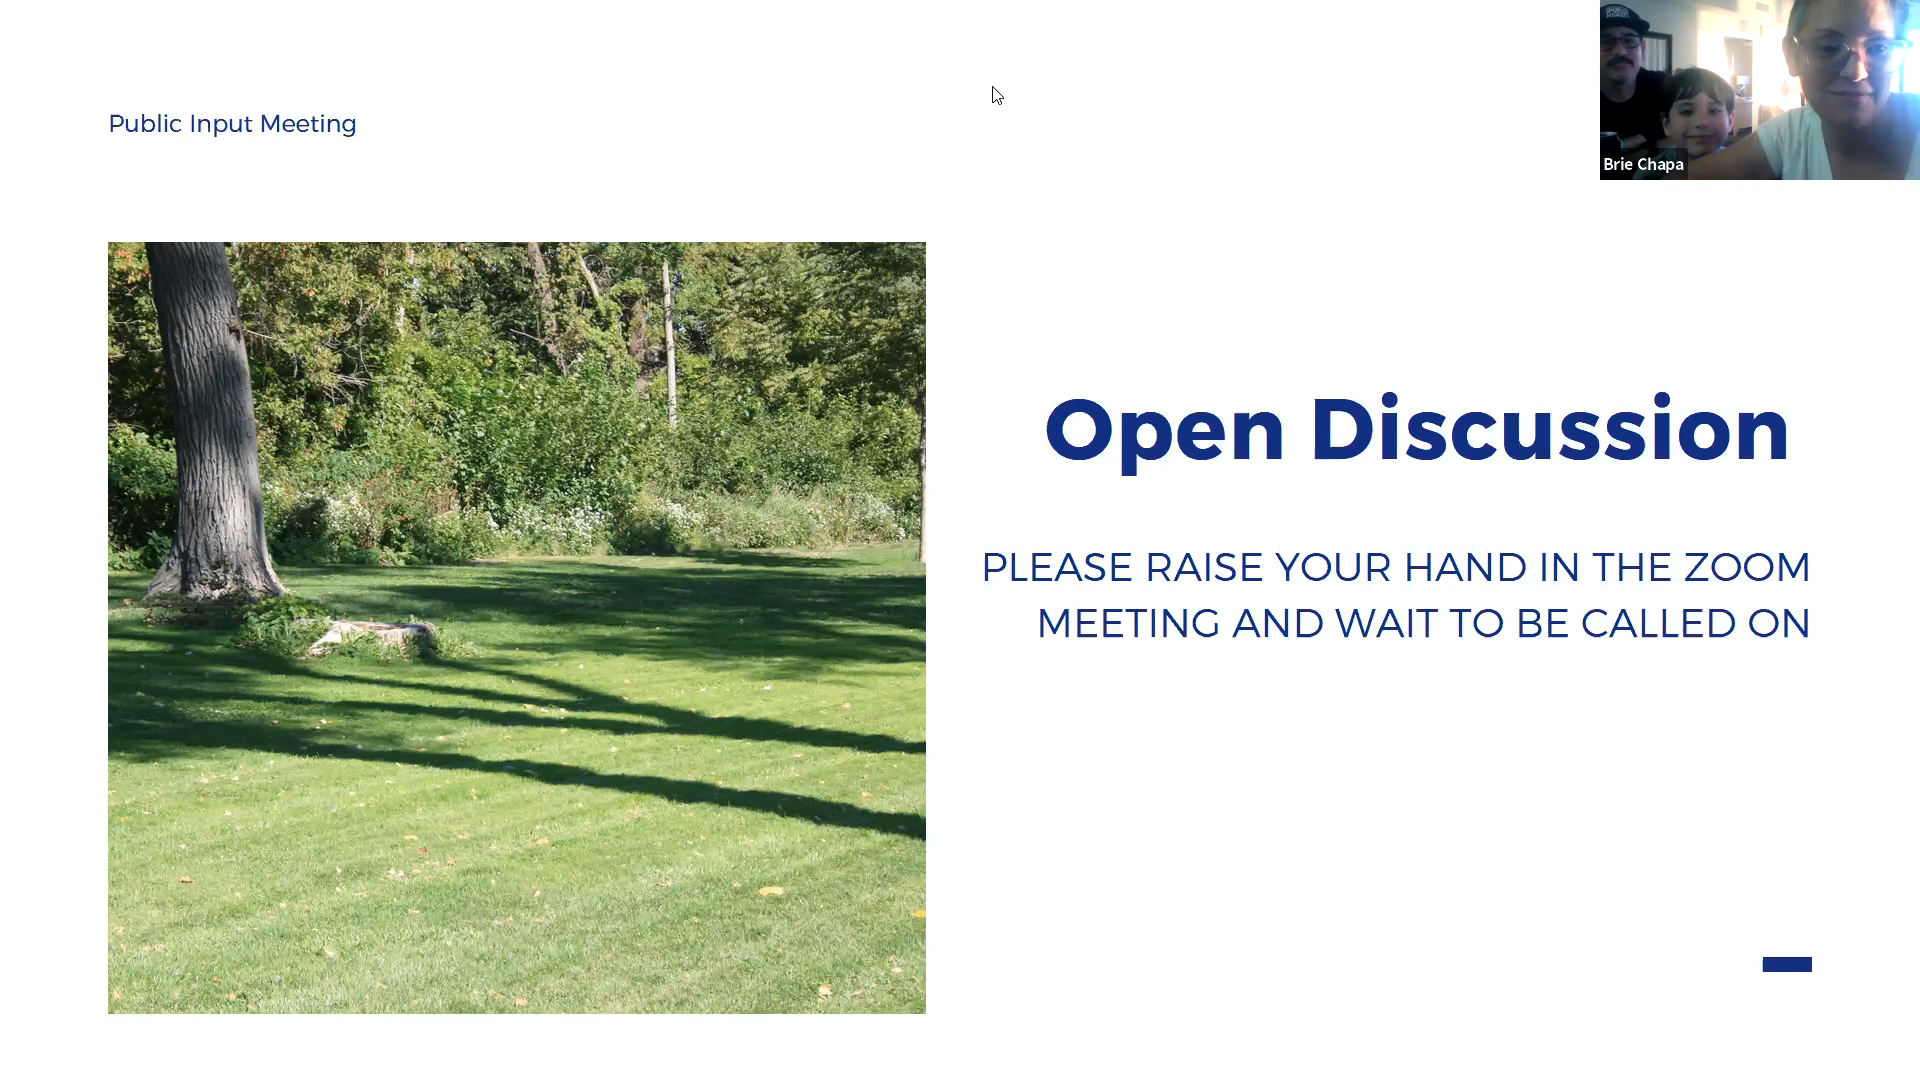 Public Input Meeting
Brie Chapa
Open Discussion
PLEASE RAISE YOUR HAND IN THE ZOOM
MEETING AND WAIT TO BE CALLED ON